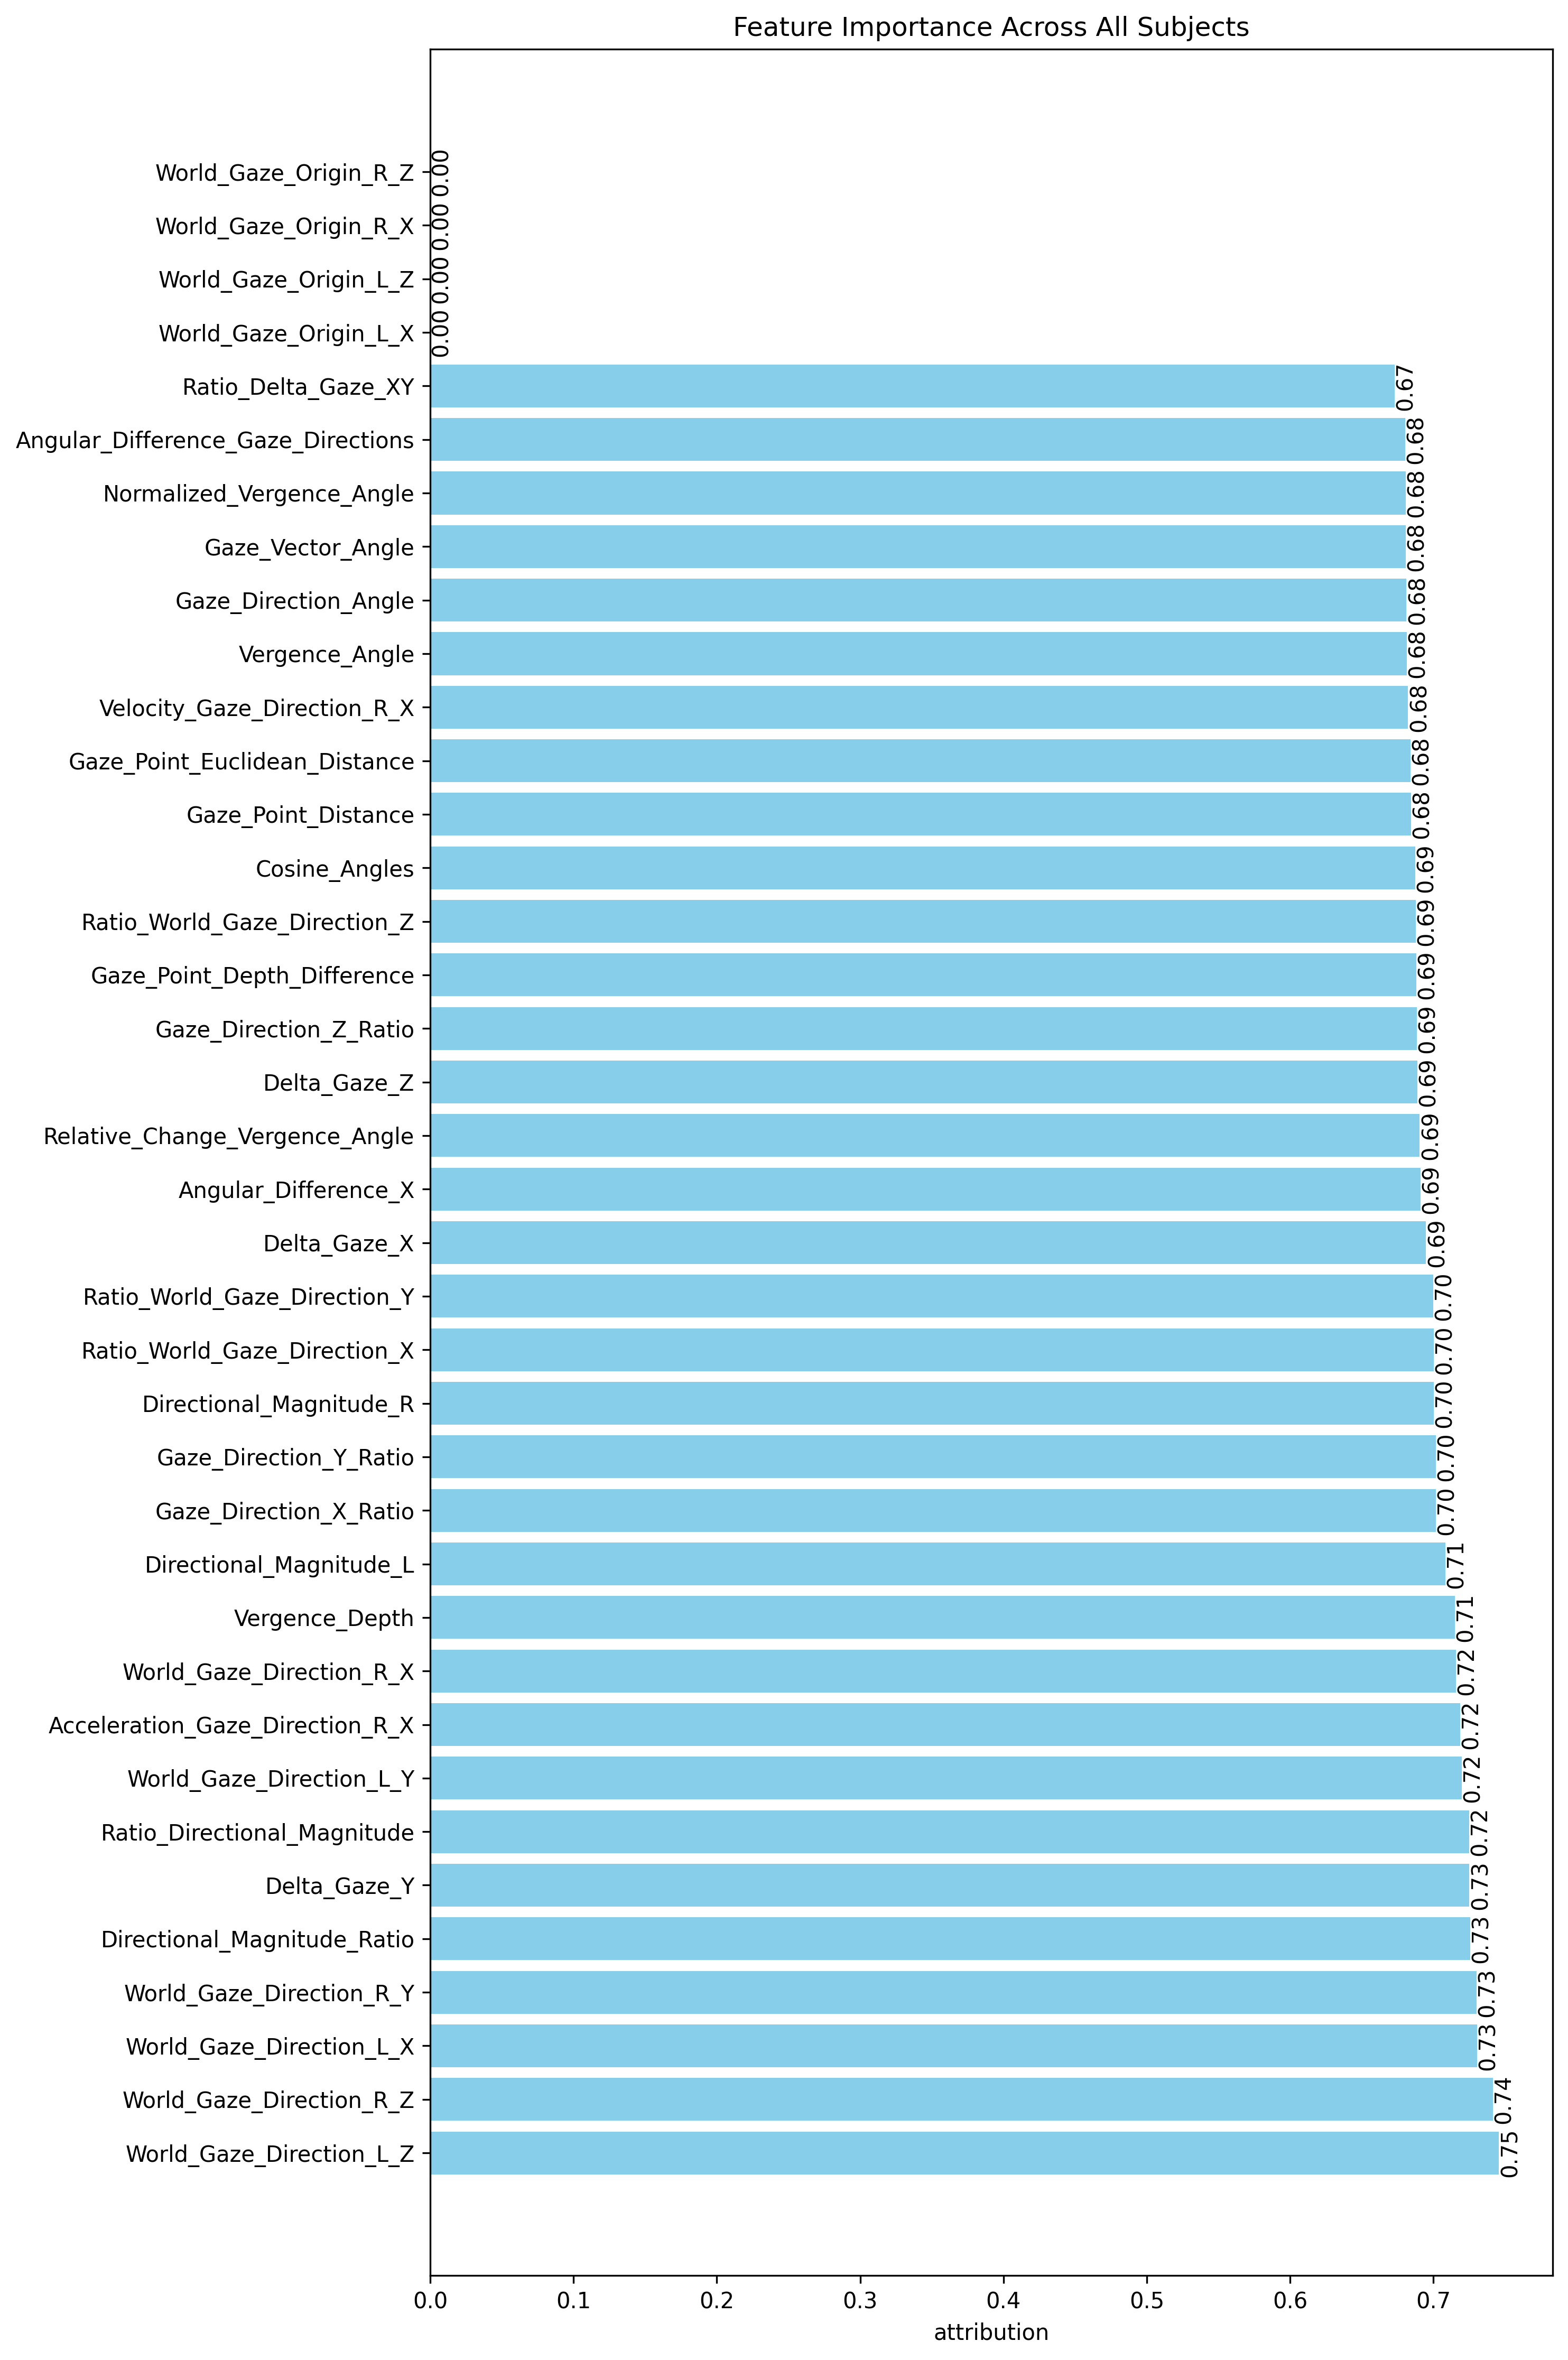 Feature Importance Across All Subjects
World_Gaze_Origin_R_Z 0.00
World_Gaze_Origin_R_X 0.00
World_Gaze_Origin_L_Z 0.00
World_Gaze_Origin_L_X 0.00
Ratio_Delta_Gaze_XY 0.67
Angular_Difference_Gaze_Directions 0.68
Normalized_Vergence_Angle 0.68
Gaze_Vector_Angle 0.68
Gaze_Direction_Angle 0.68
Vergence_Angle 0.68
Velocity_Gaze_Direction_R_X 0.68
Gaze_Point_Euclidean_Distance 0.68
Gaze_Point_Distance 0.68
Cosine_Angles 0.69
Ratio_World_Gaze_Direction_Z 0.69
Gaze_Point_Depth_Difference 0.69
Gaze_Direction_Z_Ratio 0.69
Delta_Gaze_Z 0.69
Relative_Change_Vergence_Angle 0.69
Angular_Difference_X 0.69
Delta_Gaze_X 0.69
Ratio_World_Gaze_Direction_Y 0.70
Ratio_World_Gaze_Direction_X 0.70
Directional_Magnitude_R 0.70
Gaze_Direction_Y_Ratio 0.70
Gaze_Direction_X_Ratio 0.70
Directional_Magnitude_L 0.71
Vergence_Depth 0.71
World_Gaze_Direction_R_X 0.72
Acceleration_Gaze_Direction_R_X 0.72
World_Gaze_Direction_L_Y 0.72
Ratio_Directional_Magnitude 0.72
Delta_Gaze_Y 0.73
Directional_Magnitude_Ratio 0.73
World_Gaze_Direction_R_Y 0.73
World_Gaze_Direction_L_X 0.73
World_Gaze_Direction_R_Z 0.74
World_Gaze_Direction_L_Z 0.75
0.0 0.1 0.2 0.3 0.4 0.5 0.6 0.7
attribution